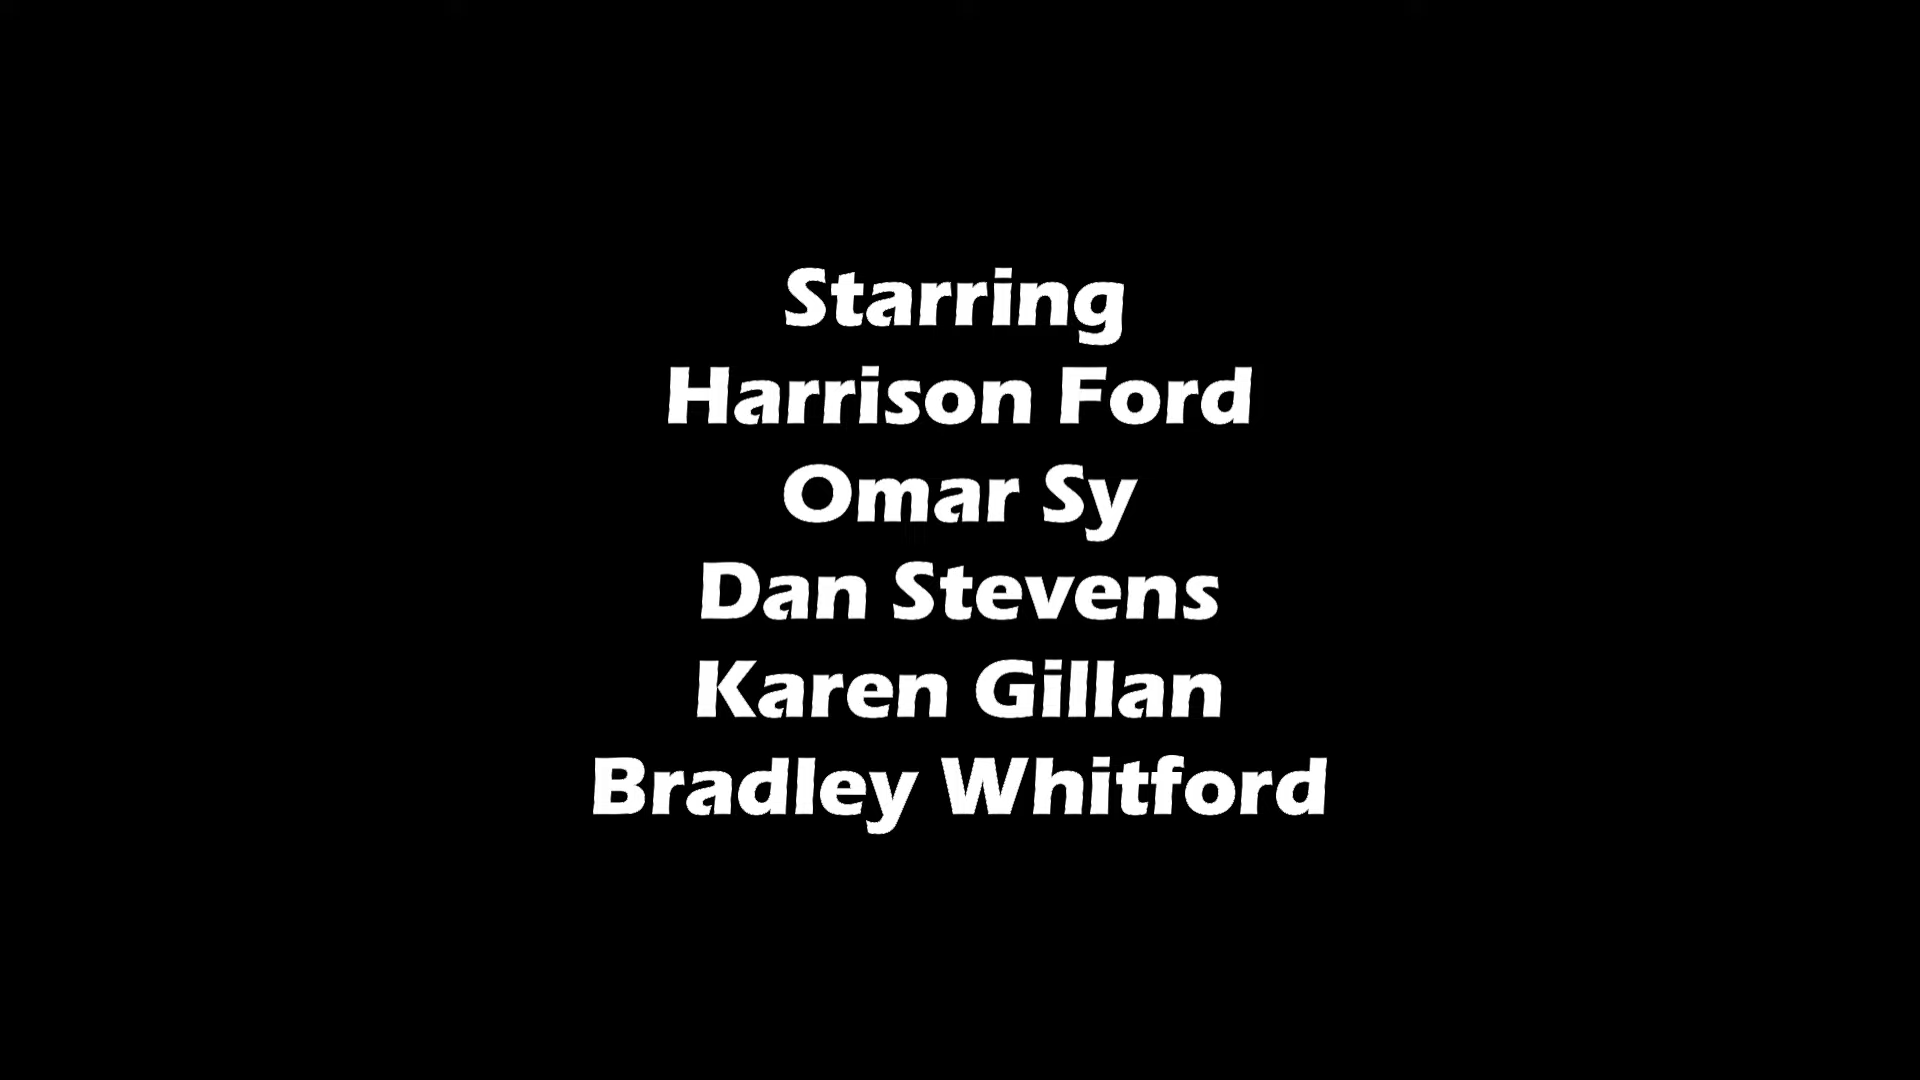 Starring
Harrison Ford
Omar Sy
Dan Stevens
Karen Gillan
Bradley Whitford